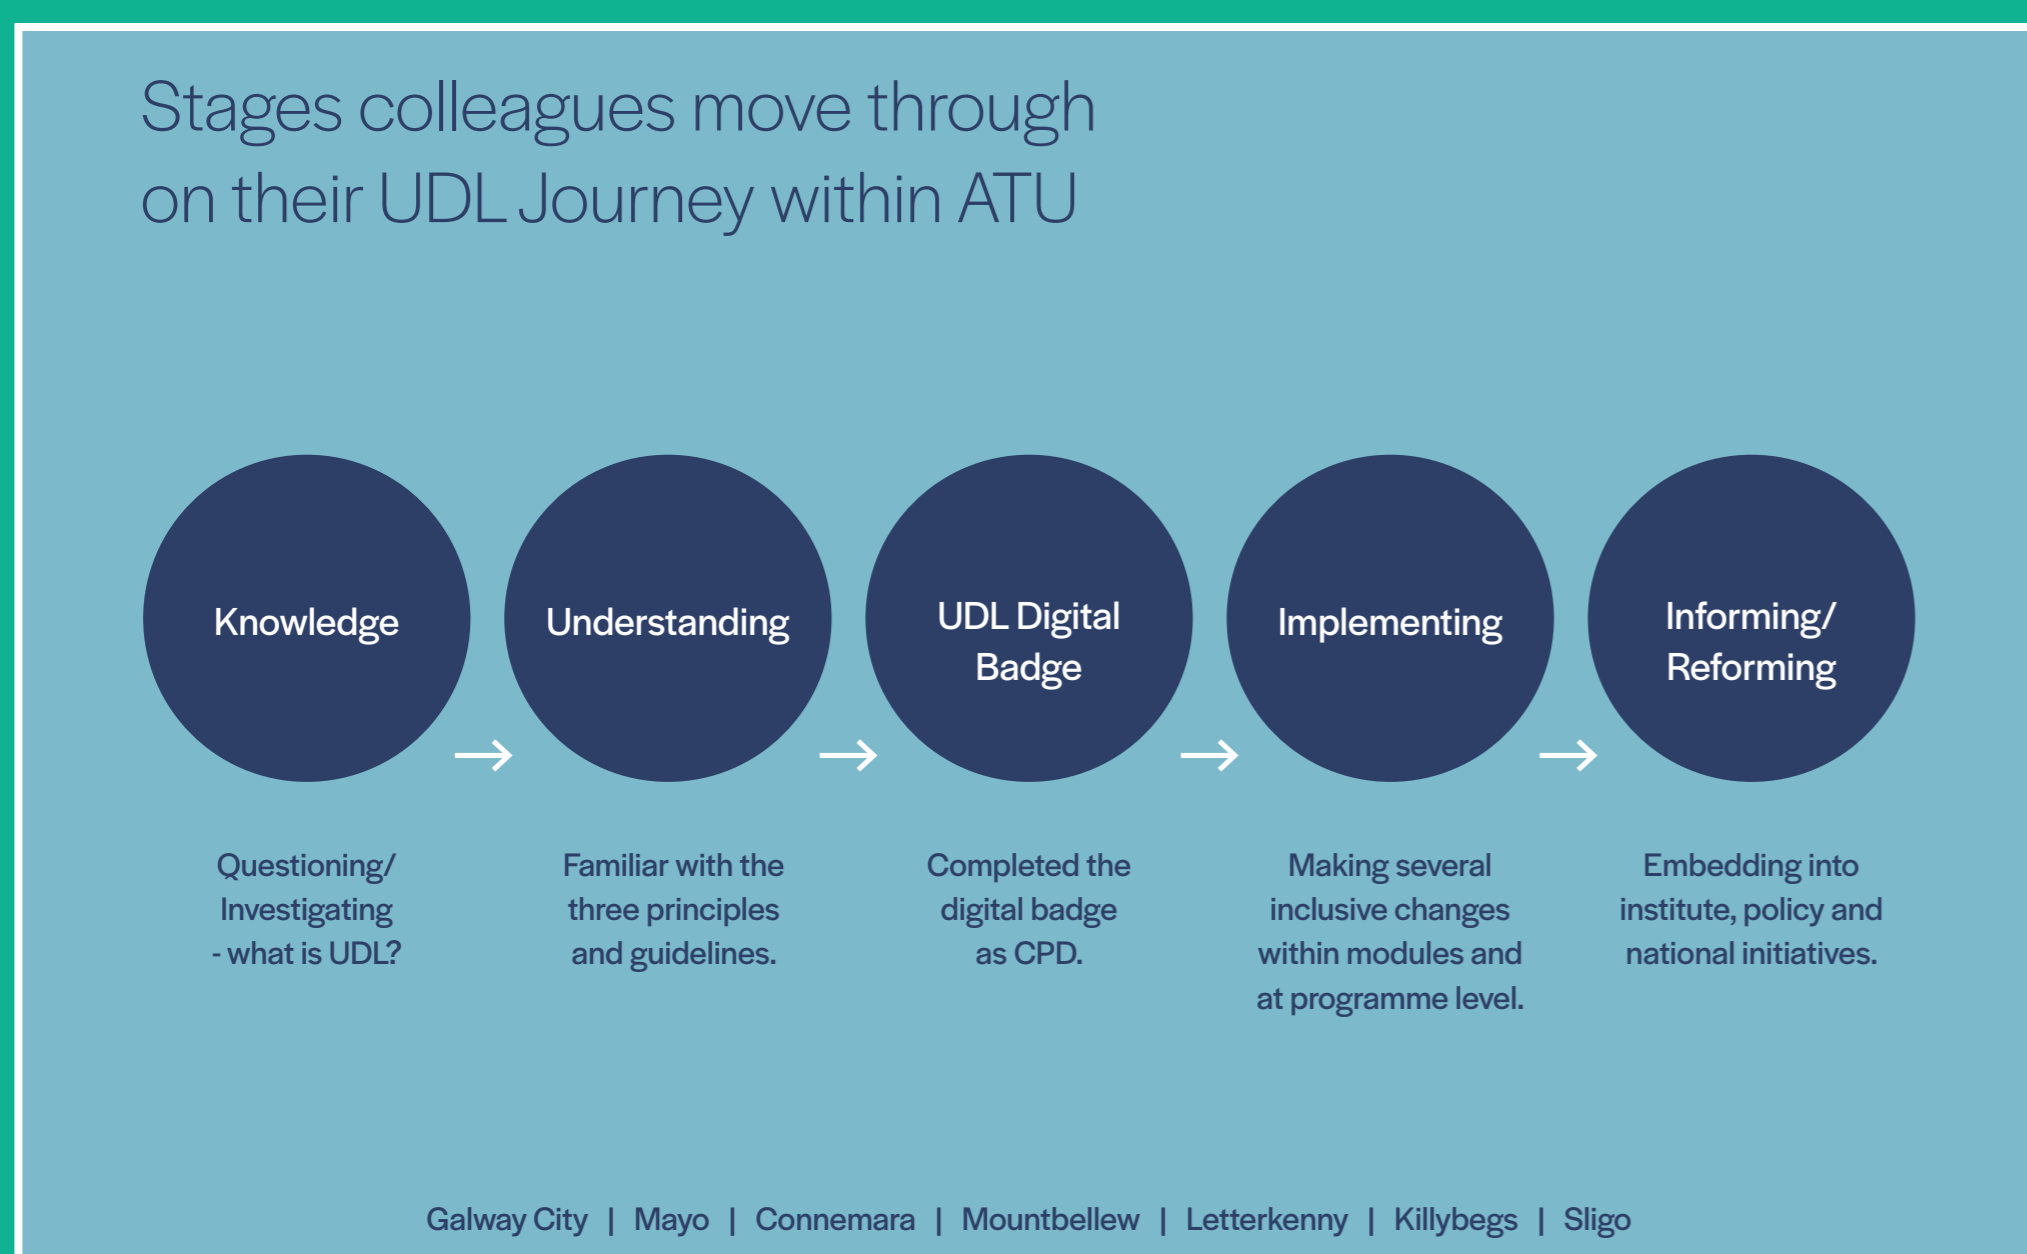 Stages colleagues move through
on their UDL Journey within ATU
Knowledge
Understanding
UDL Digital
Badge
Implementing
Informing/
Reforming
Questioning/
Investigating
- what is UDL?
Familiar with the
three principles
and guidelines.
Completed the
digital badge
as CPD.
Making several
inclusive changes
within modules and
at programme level.
Embedding into
institute, policy and
national initiatives.
Galway City | Mayo | Connemara | Mountbellew | Letterkenny | Killybegs | Sligo